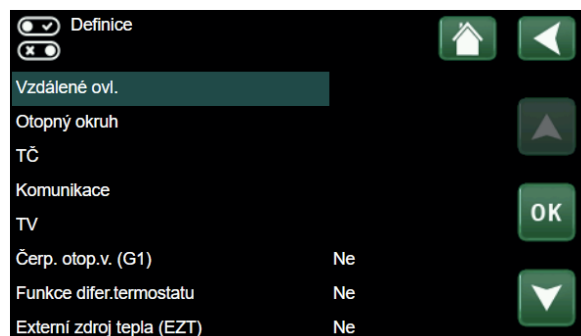 Definice
Vzdálené ovl.
Otopný okruh
TČ
Komunikace
TV
Čerp. otop.v. (G1) Ne
Funkce difer.termostatu Ne
Externí zdroj tepla (EZT) Ne
OK